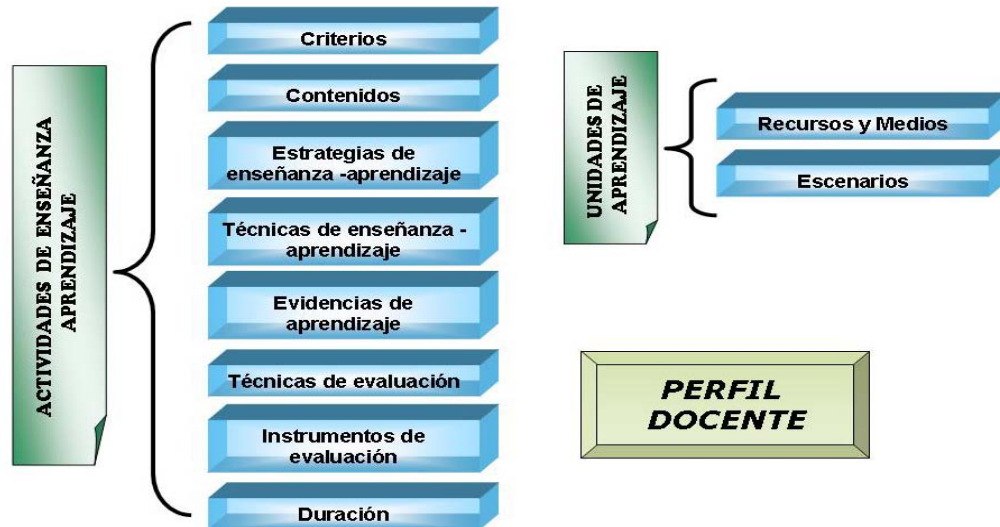 ACTIVIDADES DE ENSEÑANZA
APRENDIZAJE
Criterios
Contenidos
Estrategias de
enseñanza -aprendizaje
Técnicas de enseñanza -
aprendizaje
Evidencias de
aprendizaje
Técnicas de evaluación
Instrumentos de
evaluación
Duración
UNIDADES DE
APRENDIZAJE
Recursos y Medios
Escenarios
PERFIL
DOCENTE